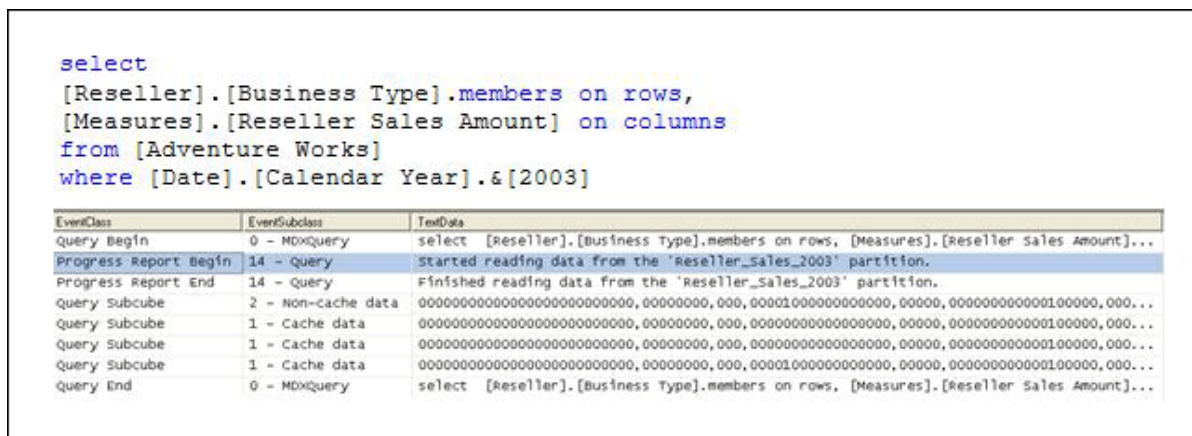 select
[Reseller].[Business Type].members on rows,
[Measures].[Reseller Sales Amount] on columns
from [Adventure Works]
where [Date].[Calendar Year].&[2003]
EventClass EventSubclass TextData
Query Begin 0 - MDXQuery select [Reseller].[Business Type].members on rows, [Measures].[Reseller Sales Amount]...
Progress Report Begin 14 - Query Started reading data from the 'Reseller_Sales_2003' partition.
Progress Report End 14 - Query Finished reading data from the 'Reseller_Sales_2003' partition.
Query Subcube 2 - Non-cache data 00000000000000000000000000,00000000,000,00001000000000000,00000,000000000000100000,000...
Query Subcube 1 - Cache data 00000000000000000000000000,00000000,000,00001000000000000,00000,000000000000100000,000...
Query Subcube 1 - Cache data 00000000000000000000000000,00000000,000,00001000000000000,00000,000000000000100000,000...
Query Subcube 1 - Cache data 00000000000000000000000000,00000000,000,00001000000000000,00000,000000000000100000,000...
Query End 0 - MDXQuery select [Reseller].[Business Type].members on rows, [Measures].[Reseller Sales Amount]...